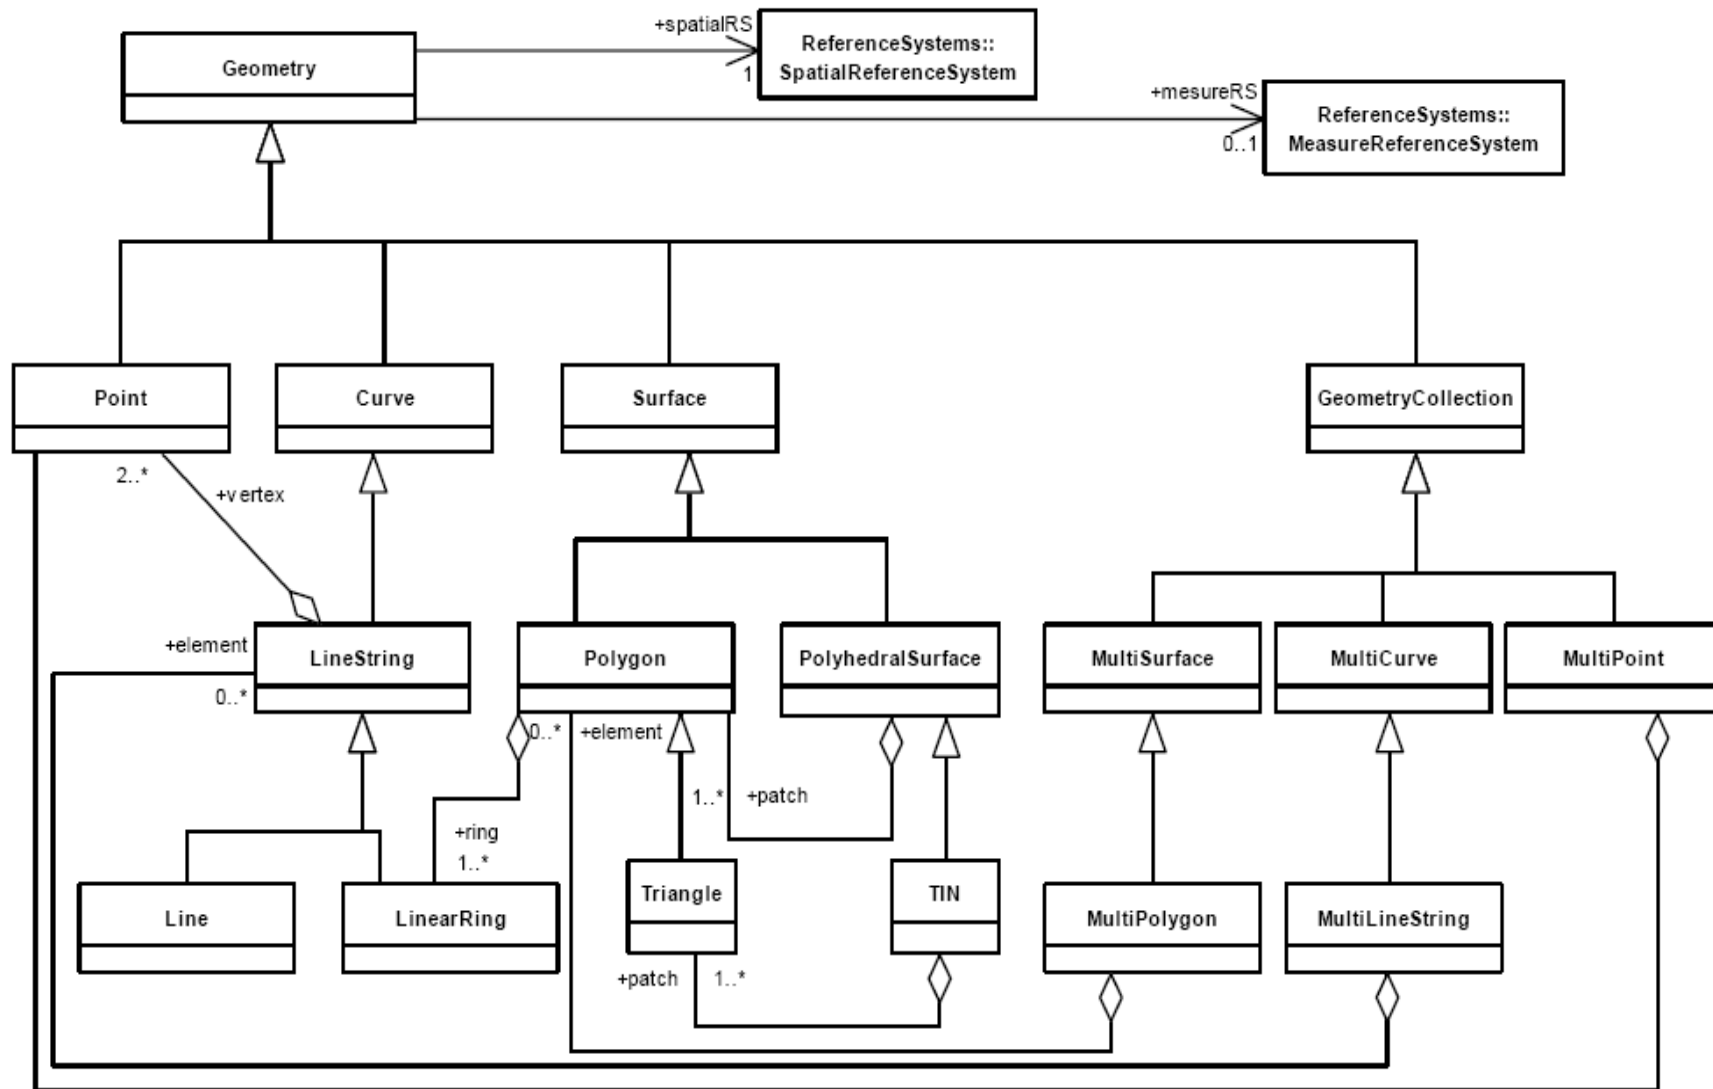 +spatialRS
ReferenceSystems::
SpatialReferenceSystem
1
Geometry
+mesureRS
ReferenceSystems::
MeasureReferenceSystem
0..1
Point
Curve
Surface
GeometryCollection
2..*
+vertex
+element
0..*
LineString
Polygon
PolyhedralSurface
MultiSurface
MultiCurve
MultiPoint
0..*
+element
1..*
+patch
+ring
1..*
Line
LinearRing
Triangle
TIN
MultiPolygon
MultiLineString
+patch
1..*